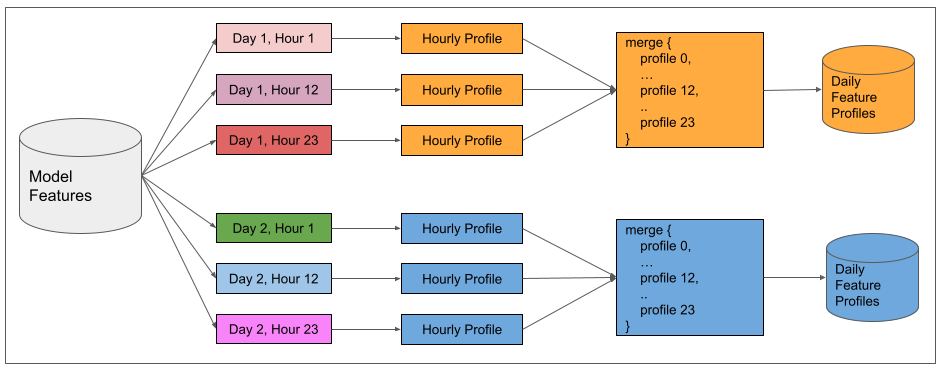 Model
Features
Day 1, Hour 1
Hourly Profile
Day 1, Hour 12
Hourly Profile
Day 1, Hour 23
Hourly Profile
merge {
profile 0,
…
profile 12,
..
profile 23
}
Daily
Feature
Profiles
Day 2, Hour 1
Hourly Profile
Day 2, Hour 12
Hourly Profile
Day 2, Hour 23
Hourly Profile
merge {
profile 0,
…
profile 12,
..
profile 23
}
Daily
Feature
Profiles